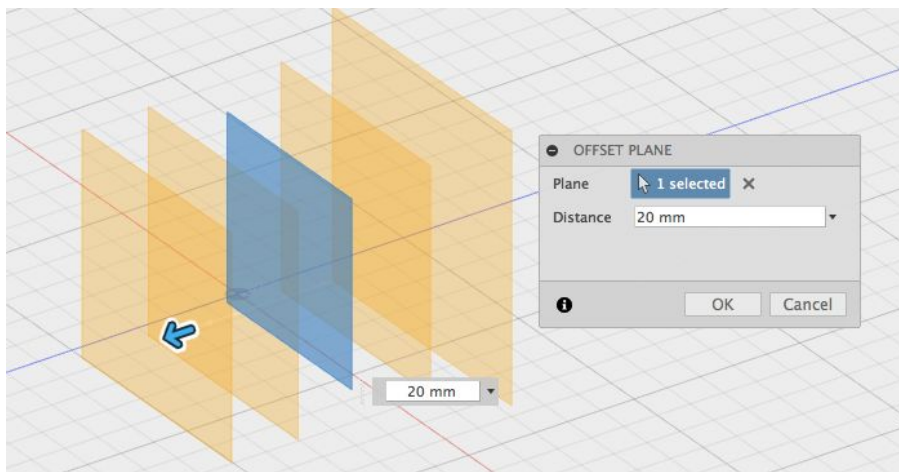 OFFSET PLANE
Plane 1 selected
Distance 20 mm
OK Cancel
20 mm